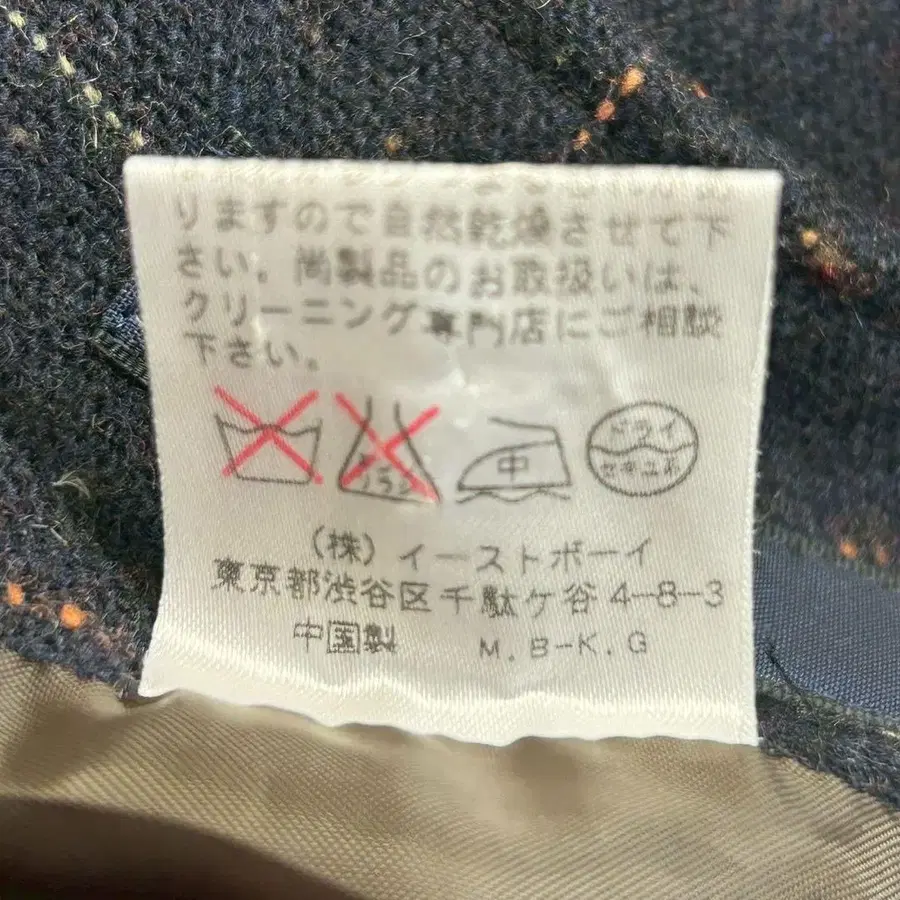 りますので自然乾燥させて下
さい。尚製品のお取扱いは、
クリーニング専門店にご相談
下さい。
中
ドライ
セキユ系
(株)イーストボーイ
東京都渋谷区千駄ケ谷4-8-3
中国製 M.B-K.G